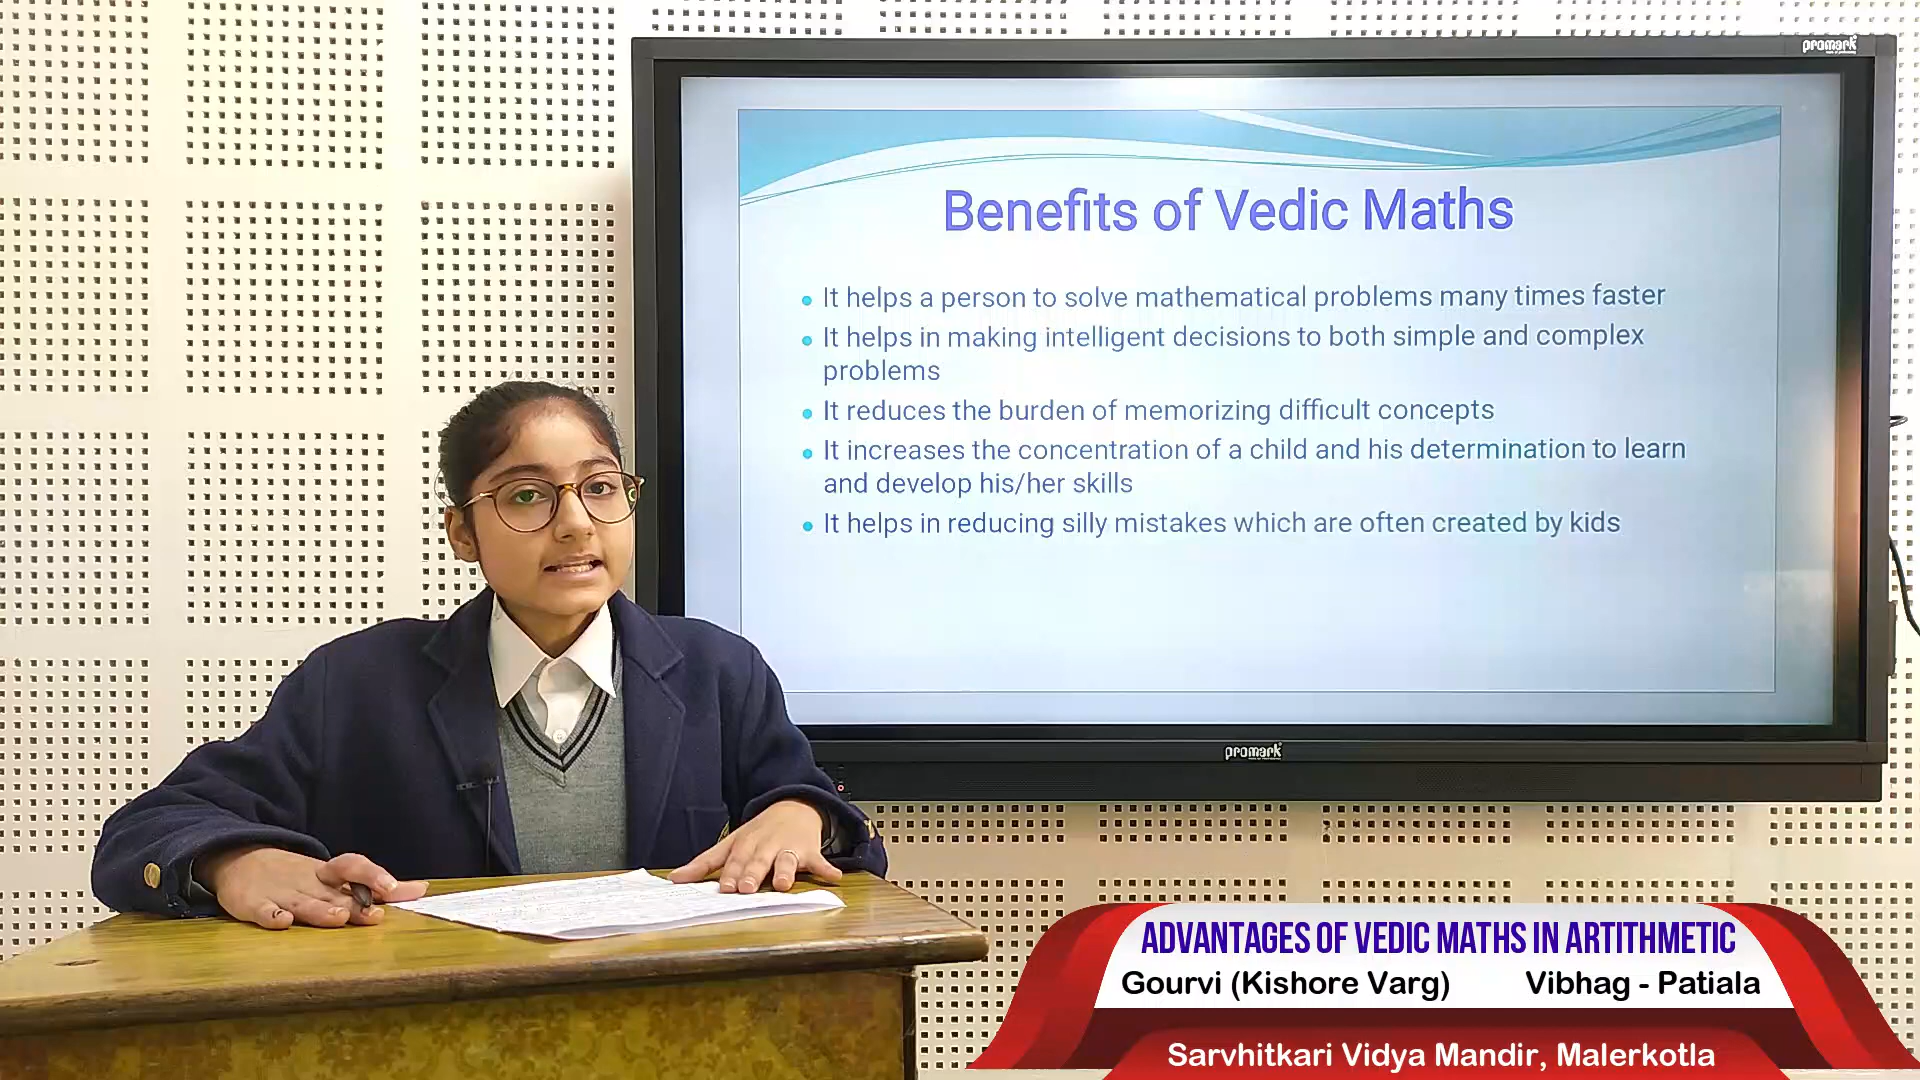 promark
Benefits of Vedic Maths
It helps a person to solve mathematical problems many times faster
It helps in making intelligent decisions to both simple and complex
problems
It reduces the burden of memorizing difficult concepts
It increases the concentration of a child and his determination to learn
and develop his/her skills
It helps in reducing silly mistakes which are often created by kids
promark
ADVANTAGES OF VEDIC MATHS IN ARTITHMETIC
Gourvi (Kishore Varg) Vibhag - Patiala
Sarvhitkari Vidya Mandir, Malerkotla